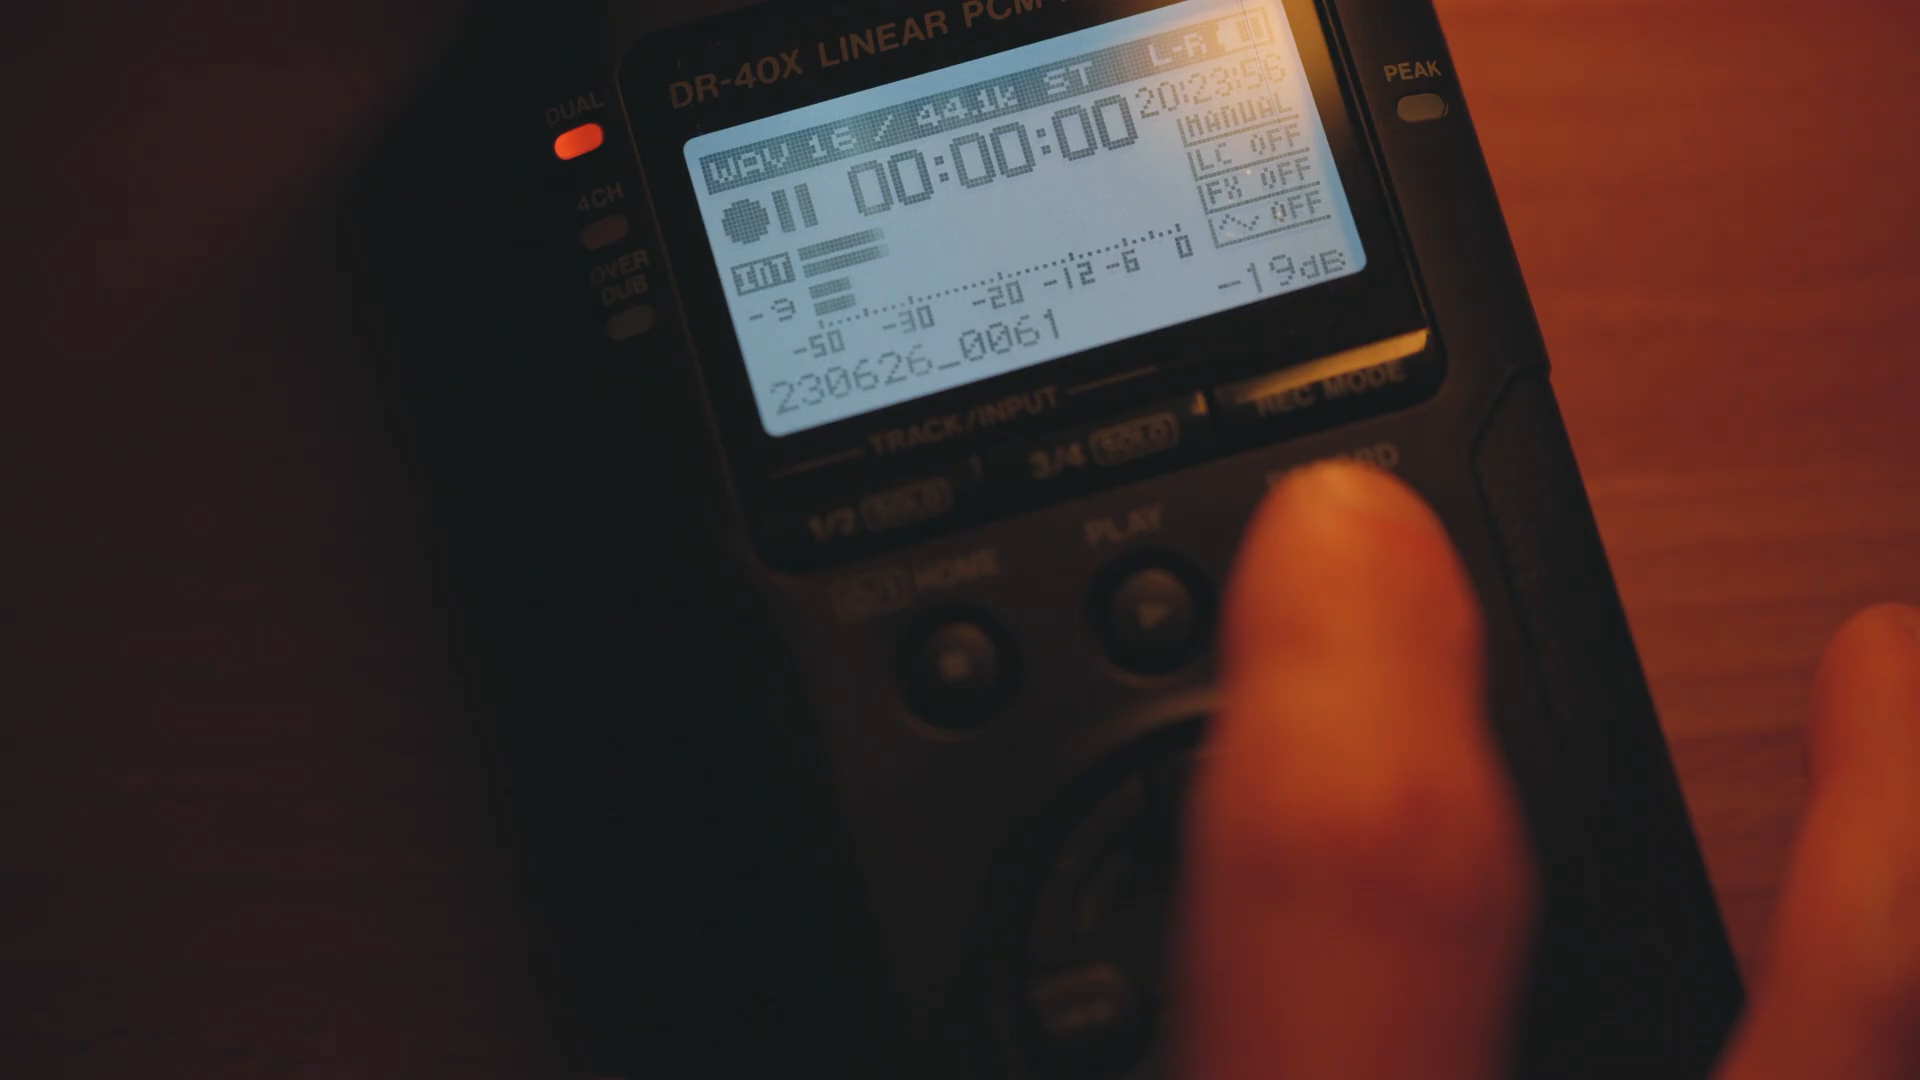 DR-40X LINEAR PCM
DUAL
4CH
OVER
DUB
PEAK
WAV 16 / 44.1k ST L-R
00:00:00
20:23:56
MANUAL
LC OFF
FX OFF
OFF
INT
-9
-50 -30 -20 -12 -6 0
-19dB
230626_0061
TRACK/INPUT
1/2 SOLO
3/4 SOLO
REC MODE
HOME
PLAY